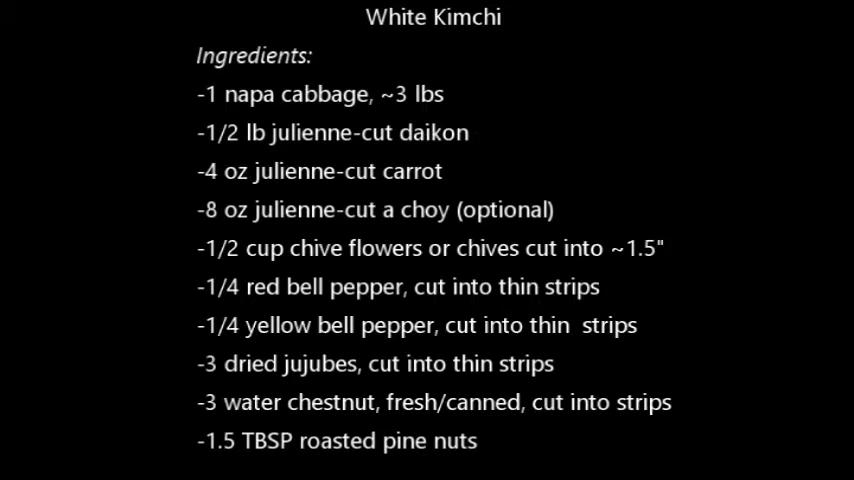 White Kimchi
Ingredients:
-1 napa cabbage, ~3 lbs
-1/2 lb julienne-cut daikon
-4 oz julienne-cut carrot
-8 oz julienne-cut a choy (optional)
-1/2 cup chive flowers or chives cut into ~1.5"
-1/4 red bell pepper, cut into thin strips
-1/4 yellow bell pepper, cut into thin  strips
-3 dried jujubes, cut into thin strips
-3 water chestnut, fresh/canned, cut into strips
-1.5 TBSP roasted pine nuts